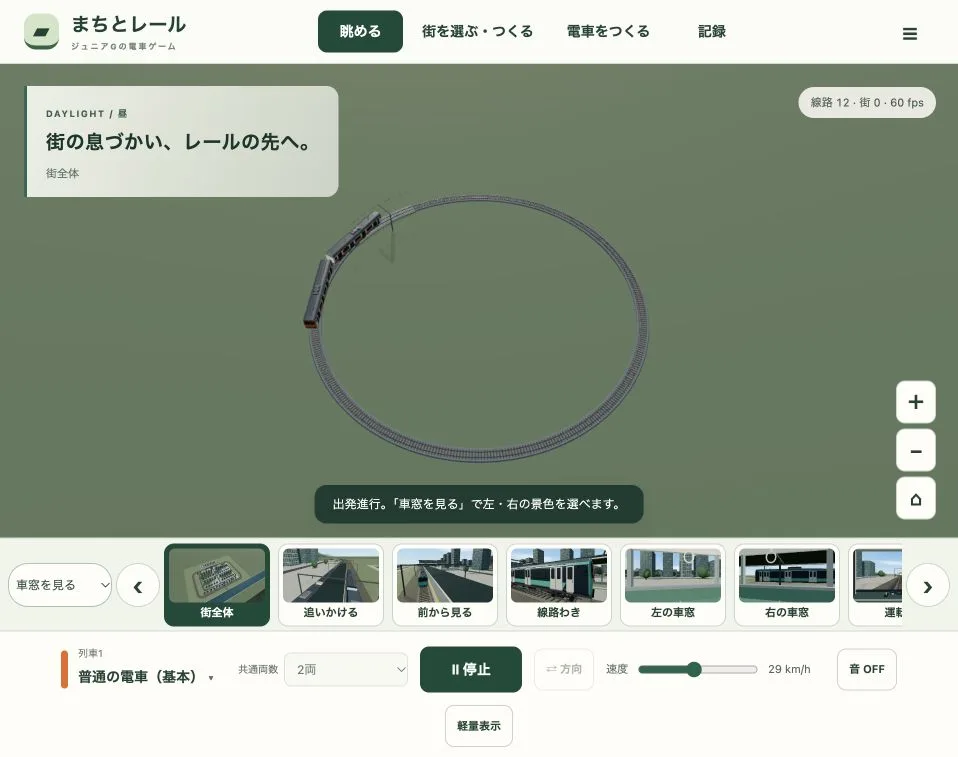 まちとレール
ジュニアGの電車ゲーム
眺める
街を選ぶ・つくる
電車をつくる
記録
DAYLIGHT / 昼
街の息づかい、レールの先へ。
街全体
線路 12 · 街 0 · 60 fps
出発進行。「車窓を見る」で左・右の景色を選べます。
車窓を見る
街全体
追いかける
前から見る
線路わき
左の車窓
右の車窓
運転
列車1
普通の電車（基本）
共通両数
2両
停止
方向
速度
29 km/h
音 OFF
軽量表示